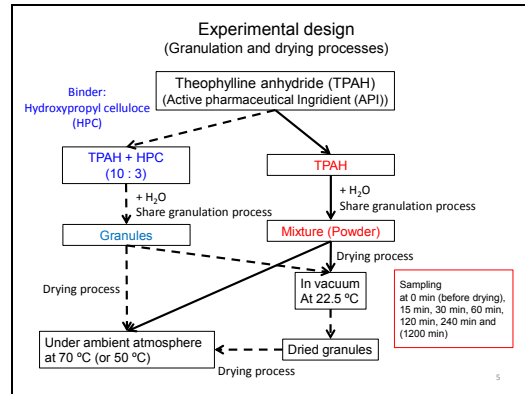 Experimental design
(Granulation and drying processes)
Theophylline anhydride (TPAH)
(Active pharmaceutical Ingridient (API))
Binder:
Hydroxypropyl celluloce
(HPC)
TPAH + HPC
(10 : 3)
TPAH
+ H₂O
Share granulation process
+ H₂O
Share granulation process
Granules
Mixture (Powder)
Drying process
Drying process
In vacuum
At 22.5 ºC
Sampling
at 0 min (before drying),
15 min, 30 min, 60 min,
120 min, 240 min and
(1200 min)
Under ambient atmosphere
at 70 ºC (or 50 ºC)
Dried granules
Drying process
5